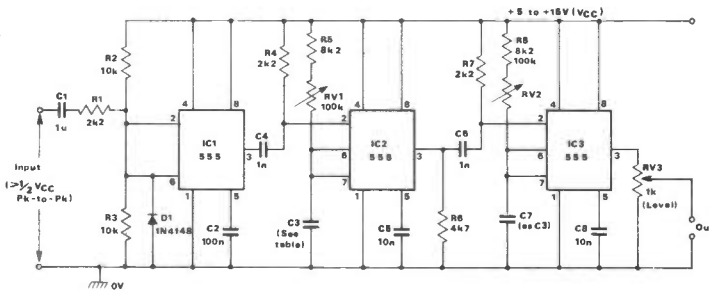 +5 to +15V (VCC)
R2
10k
R4
2k2
R5
8k2
RV1
100k
R7
2k2
R8
8k2
100k
RV2
C1
1u
R1
2k2
4
8
2
IC1
555
3
6
1
5
C4
1n
4
8
2
IC2
555
3
6
7
1
5
C6
1n
4
8
2
IC3
555
3
6
7
1
5
RV3
1k
(Level)
Input
(>⅓ VCC
Pk-to-Pk)
R3
10k
D1
1N4148
C2
100n
C3
(See
table)
C5
10n
R6
4k7
C7
(as C3)
C8
10n
Ou
0V